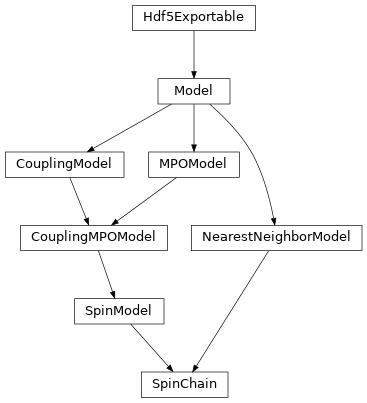 Hdf5Exportable
Model
CouplingModel
MPOModel
CouplingMPOModel
NearestNeighborModel
SpinModel
SpinChain